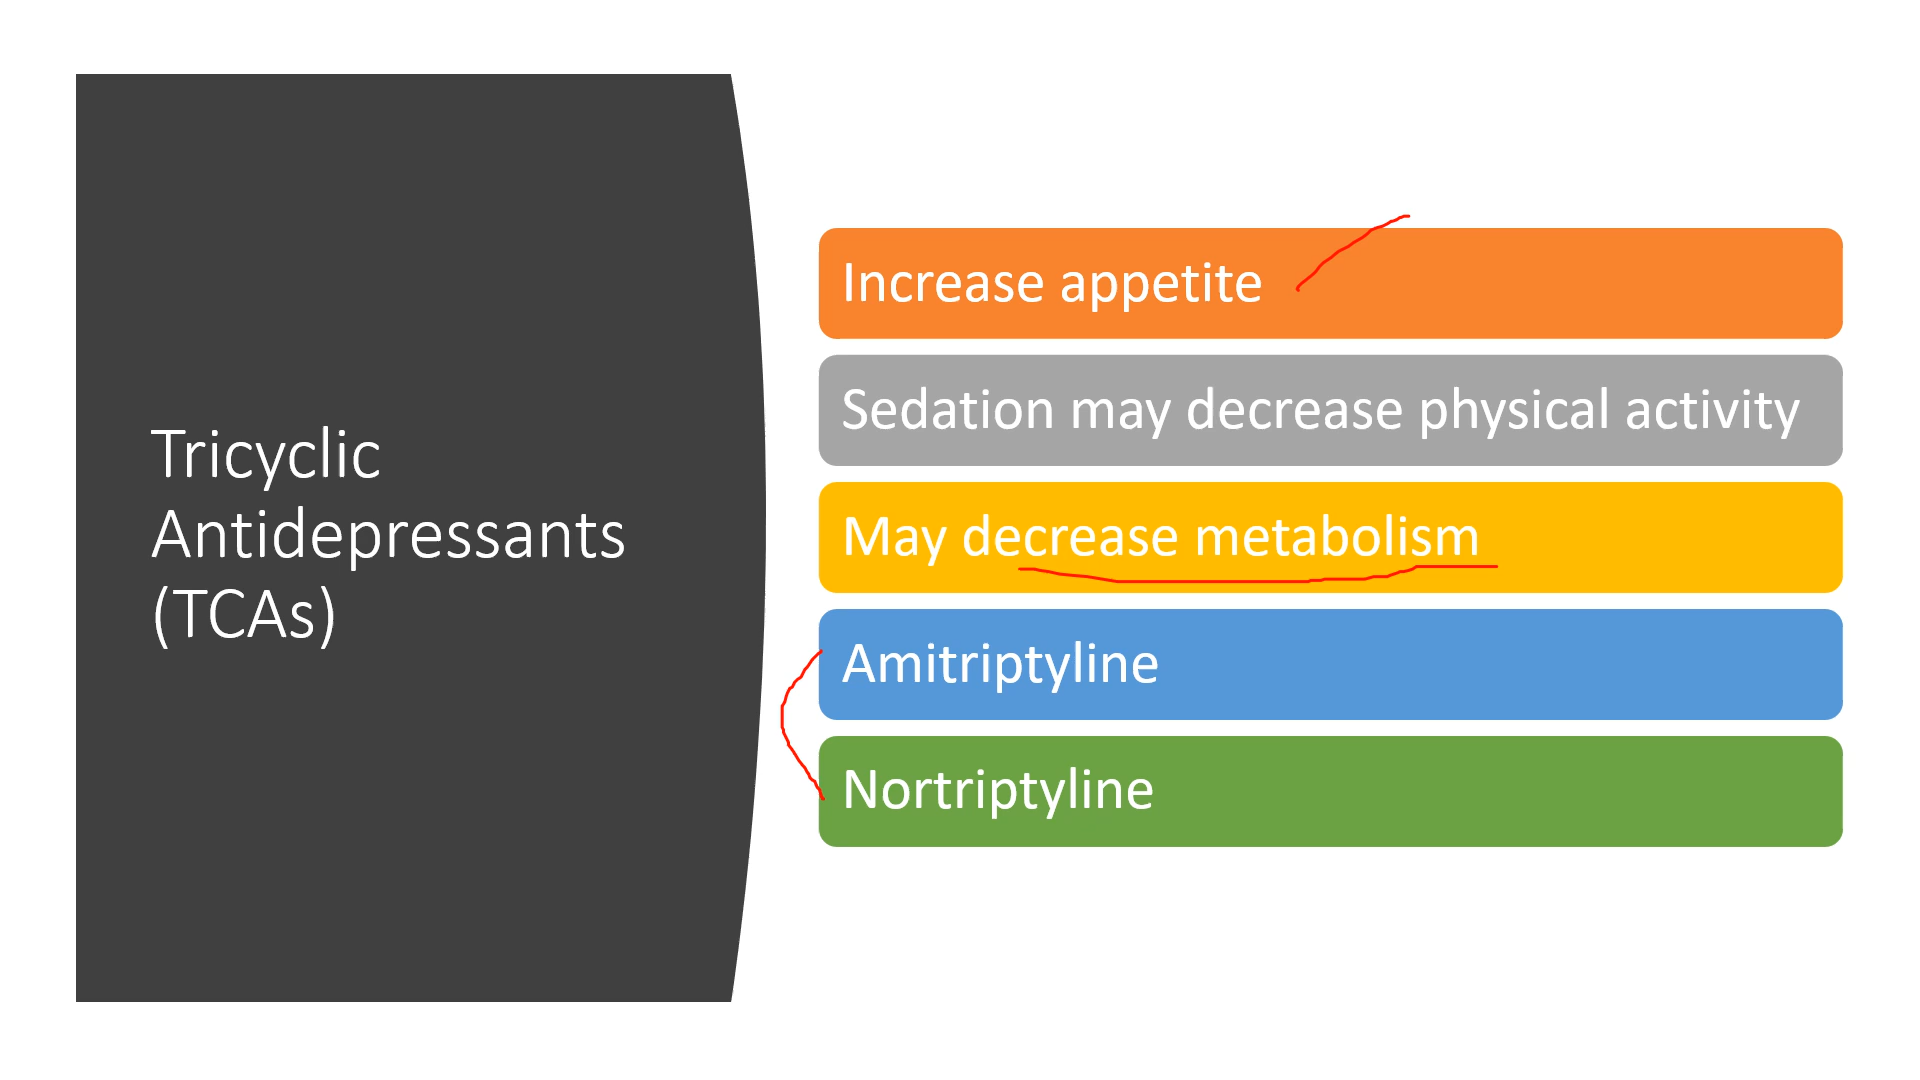 Tricyclic
Antidepressants
(TCAs)
Increase appetite
Sedation may decrease physical activity
May decrease metabolism
Amitriptyline
Nortriptyline